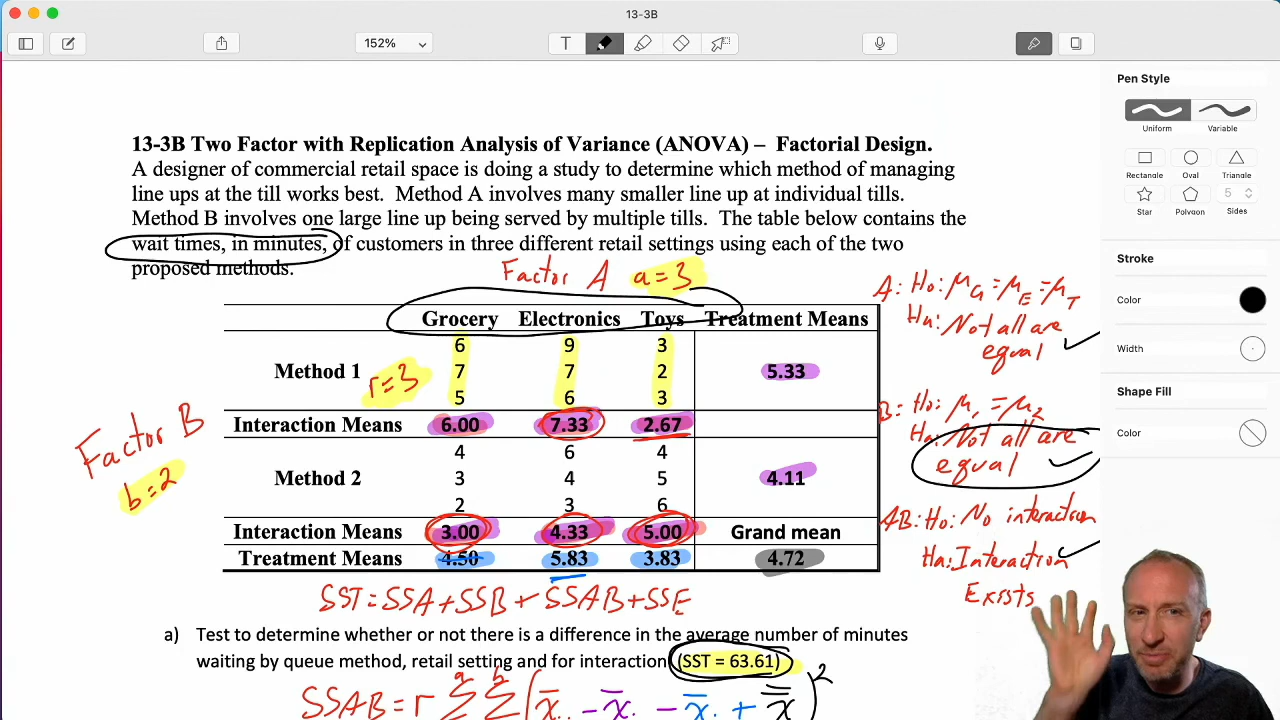 13-3B
152%
T
Pen Style
Uniform
Variable
Rectangle
Oval
Triangle
Star
Polygon
5
Sides
Stroke
Color
Width
Shape Fill
Color
13-3B Two Factor with Replication Analysis of Variance (ANOVA) – Factorial Design.
A designer of commercial retail space is doing a study to determine which method of managing
line ups at the till works best. Method A involves many smaller line up at individual tills.
Method B involves one large line up being served by multiple tills. The table below contains the
wait times, in minutes, of customers in three different retail settings using each of the two
proposed methods.
Factor A a=3
Grocery Electronics Toys Treatment Means
6 9 3
Method 1 r=3 7 7 2 5.33
5 6 3
Interaction Means 6.00 7.33 2.67
4 6 4
Method 2 3 4 5 4.11
2 3 6
Interaction Means 3.00 4.33 5.00 Grand mean
Treatment Means 4.50 5.83 3.83 4.72
Factor B
b=2
A: Ho: μG = μE = μT
Ha: Not all are
equal
B: Ho: μ1 = μ2
Ha: Not all are
equal
AB: Ho: No interaction
Ha: Interaction
Exists
SST = SSA + SSB + SSAB + SSE
a) Test to determine whether or not there is a difference in the average number of minutes
waiting by queue method, retail setting and for interaction (SST = 63.61)
a b
SSAB = r Σ Σ (x̄.. - x̄. - x̄. + x̿)²